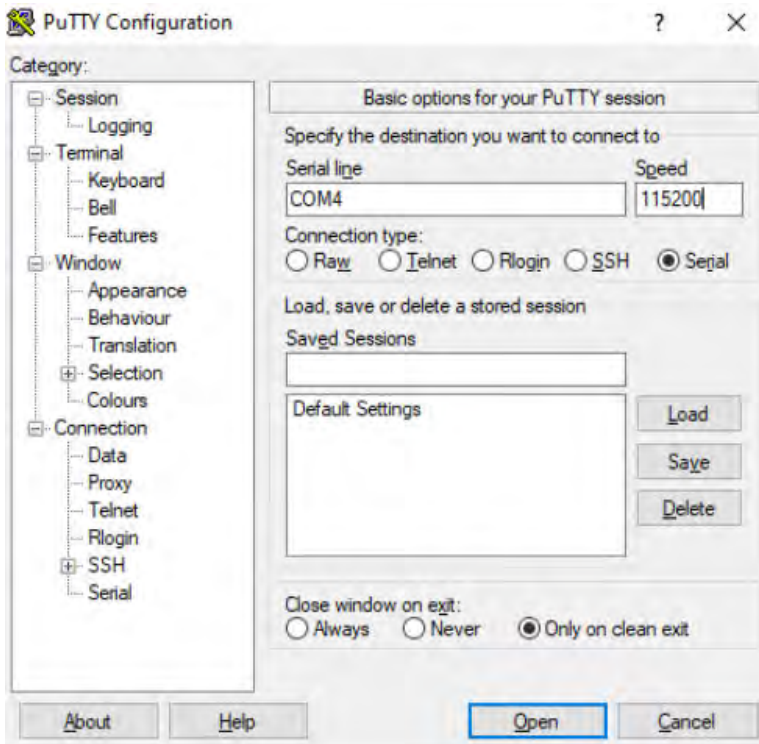 PuTTY Configuration
?
Category:
Session
Logging
Terminal
Keyboard
Bell
Features
Window
Appearance
Behaviour
Translation
Selection
Colours
Connection
Data
Proxy
Telnet
Rlogin
SSH
Serial
Basic options for your PuTTY session
Specify the destination you want to connect to
Serial line Speed
COM4 115200
Connection type:
Raw Telnet Rlogin SSH Serial
Load, save or delete a stored session
Saved Sessions
Default Settings
Load
Save
Delete
Close window on exit:
Always Never Only on clean exit
About Help Open Cancel